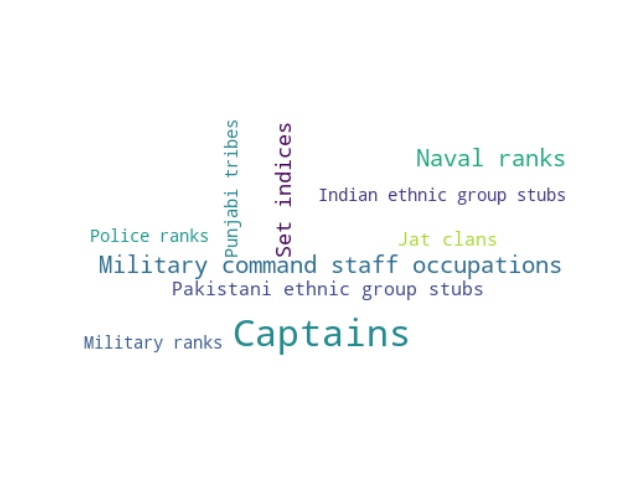 Punjabi tribes
Set indices
Naval ranks
Indian ethnic group stubs
Police ranks
Jat clans
Military command staff occupations
Pakistani ethnic group stubs
Military ranks
Captains